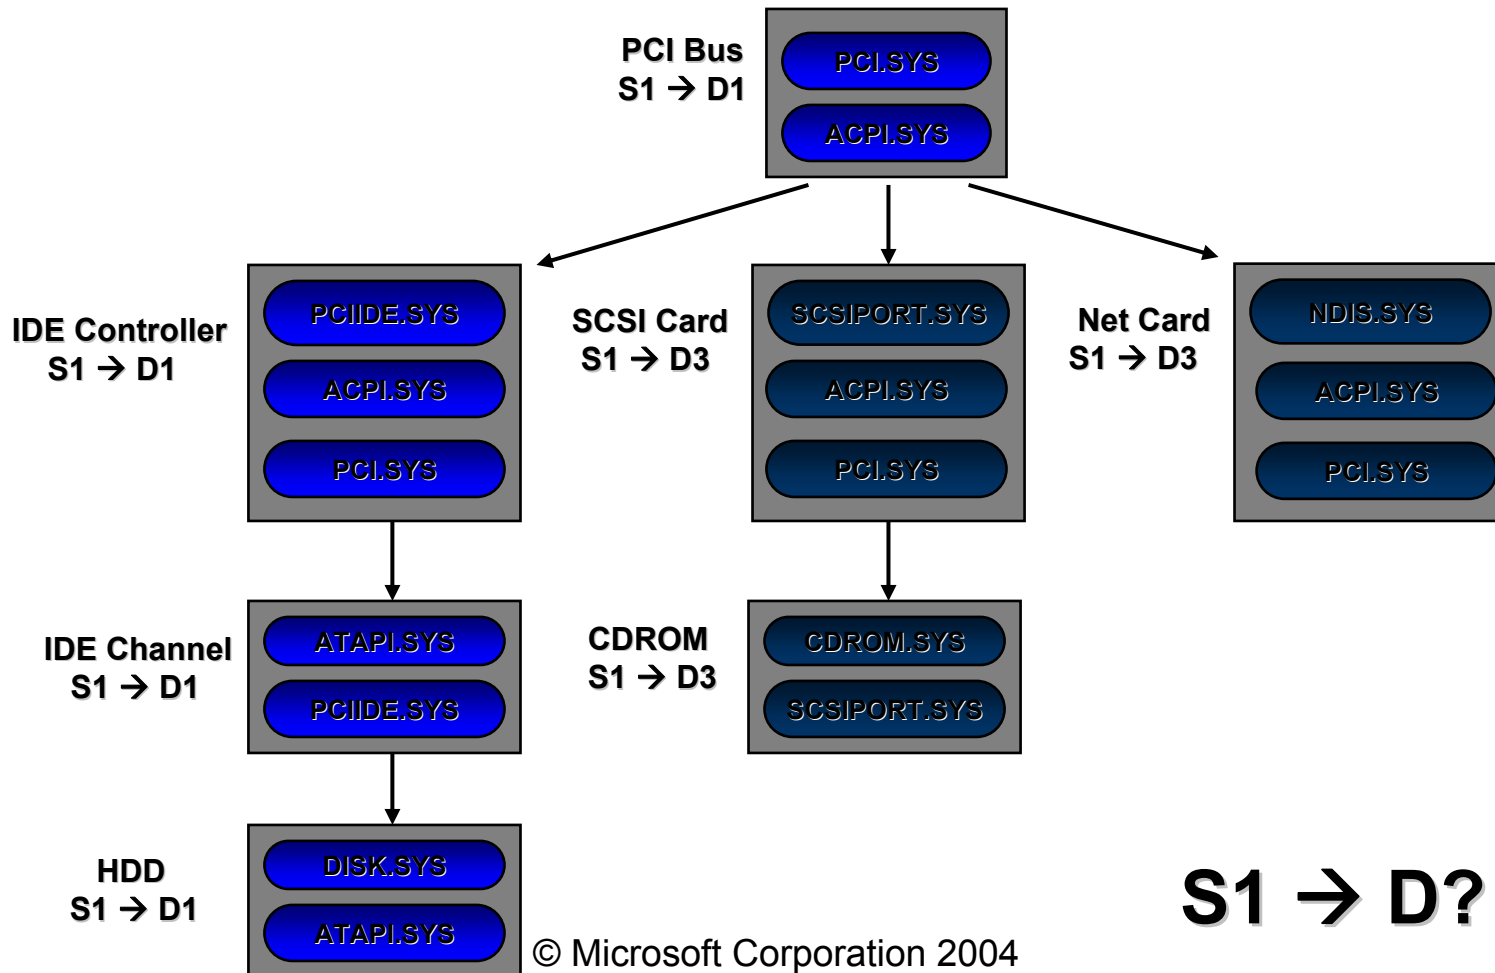 PCI Bus
S1 → D1
PCI.SYS
ACPI.SYS
IDE Controller
S1 → D1
PCIIDE.SYS
ACPI.SYS
PCI.SYS
SCSI Card
S1 → D3
SCSIPORT.SYS
ACPI.SYS
PCI.SYS
Net Card
S1 → D3
NDIS.SYS
ACPI.SYS
PCI.SYS
IDE Channel
S1 → D1
ATAPI.SYS
PCIIDE.SYS
CDROM
S1 → D3
CDROM.SYS
SCSIPORT.SYS
HDD
S1 → D1
DISK.SYS
ATAPI.SYS
S1 → D?
© Microsoft Corporation 2004